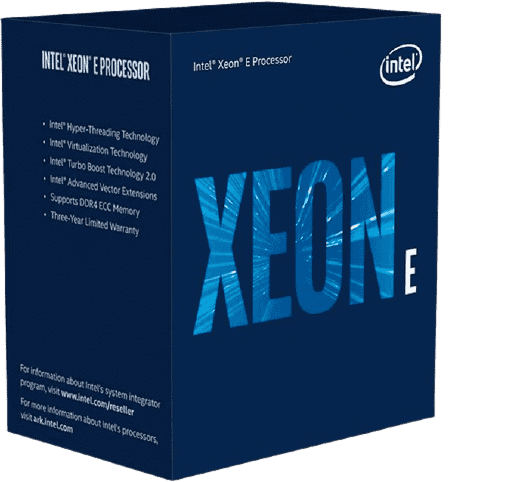 INTEL® XEON® E PROCESSOR
• Intel® Hyper-Threading Technology
• Intel® Virtualization Technology
• Intel® Turbo Boost Technology 2.0
• Intel® Advanced Vector Extensions
• Supports DDR4 ECC Memory
• Three-Year Limited Warranty
For information about Intel's system integrator
program, visit www.intel.com/reseller
For more information about Intel's processors,
visit ark.intel.com
Intel® Xeon® E Processor
intel
XEON E